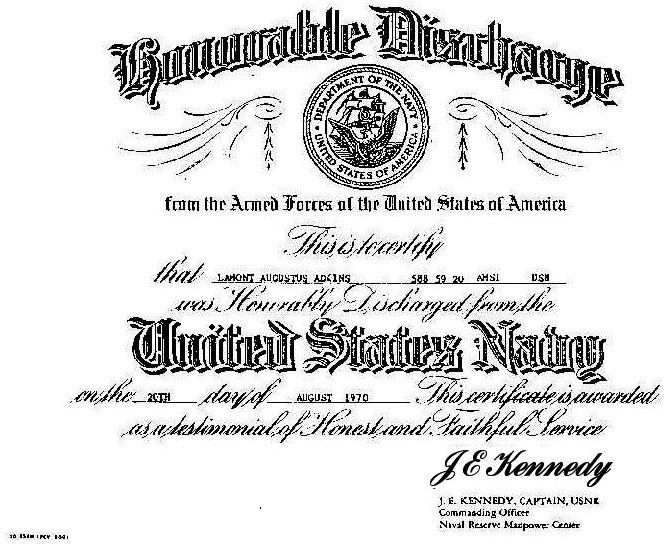 Honorable Discharge
DEPARTMENT OF THE NAVY
UNITED STATES OF AMERICA
from the Armed Forces of the United States of America
This is to certify
that LAMONT AUGUSTUS ADKINS 588 59 20 AMS1 USN
was Honorably Discharged from the
United States Navy
on the 20TH day of AUGUST 1970 This certificate is awarded
as a testimonial of Honest and Faithful Service
J E Kennedy
J. E. KENNEDY, CAPTAIN, USNR
Commanding Officer
Naval Reserve Manpower Center